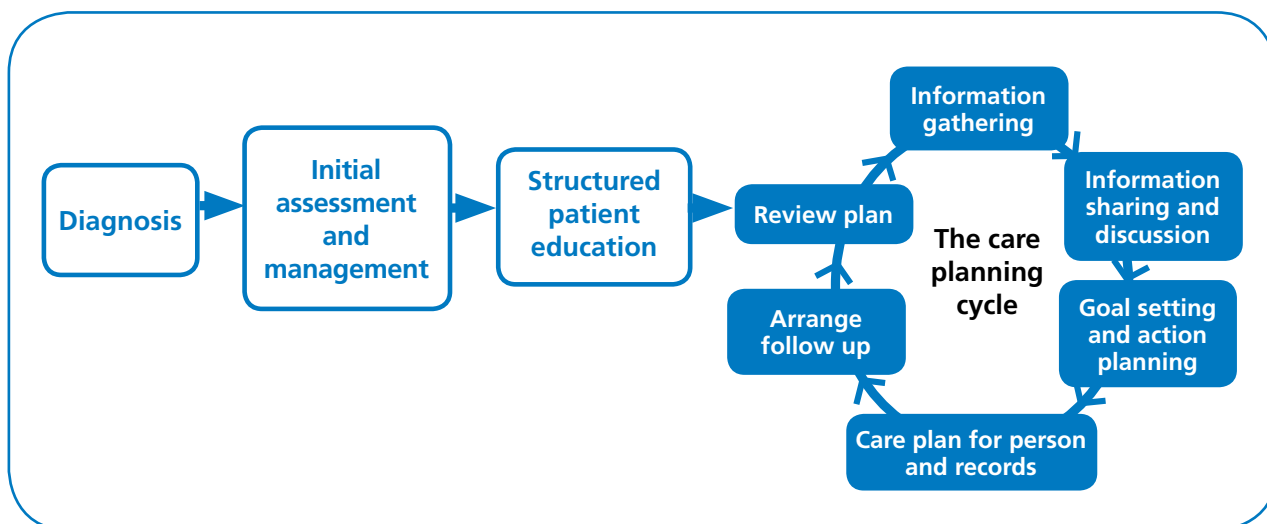 Diagnosis
Initial
assessment
and
management
Structured
patient
education
Review plan
Information
gathering
Information
sharing and
discussion
Goal setting
and action
planning
Care plan for person
and records
Arrange
follow up
The care
planning
cycle